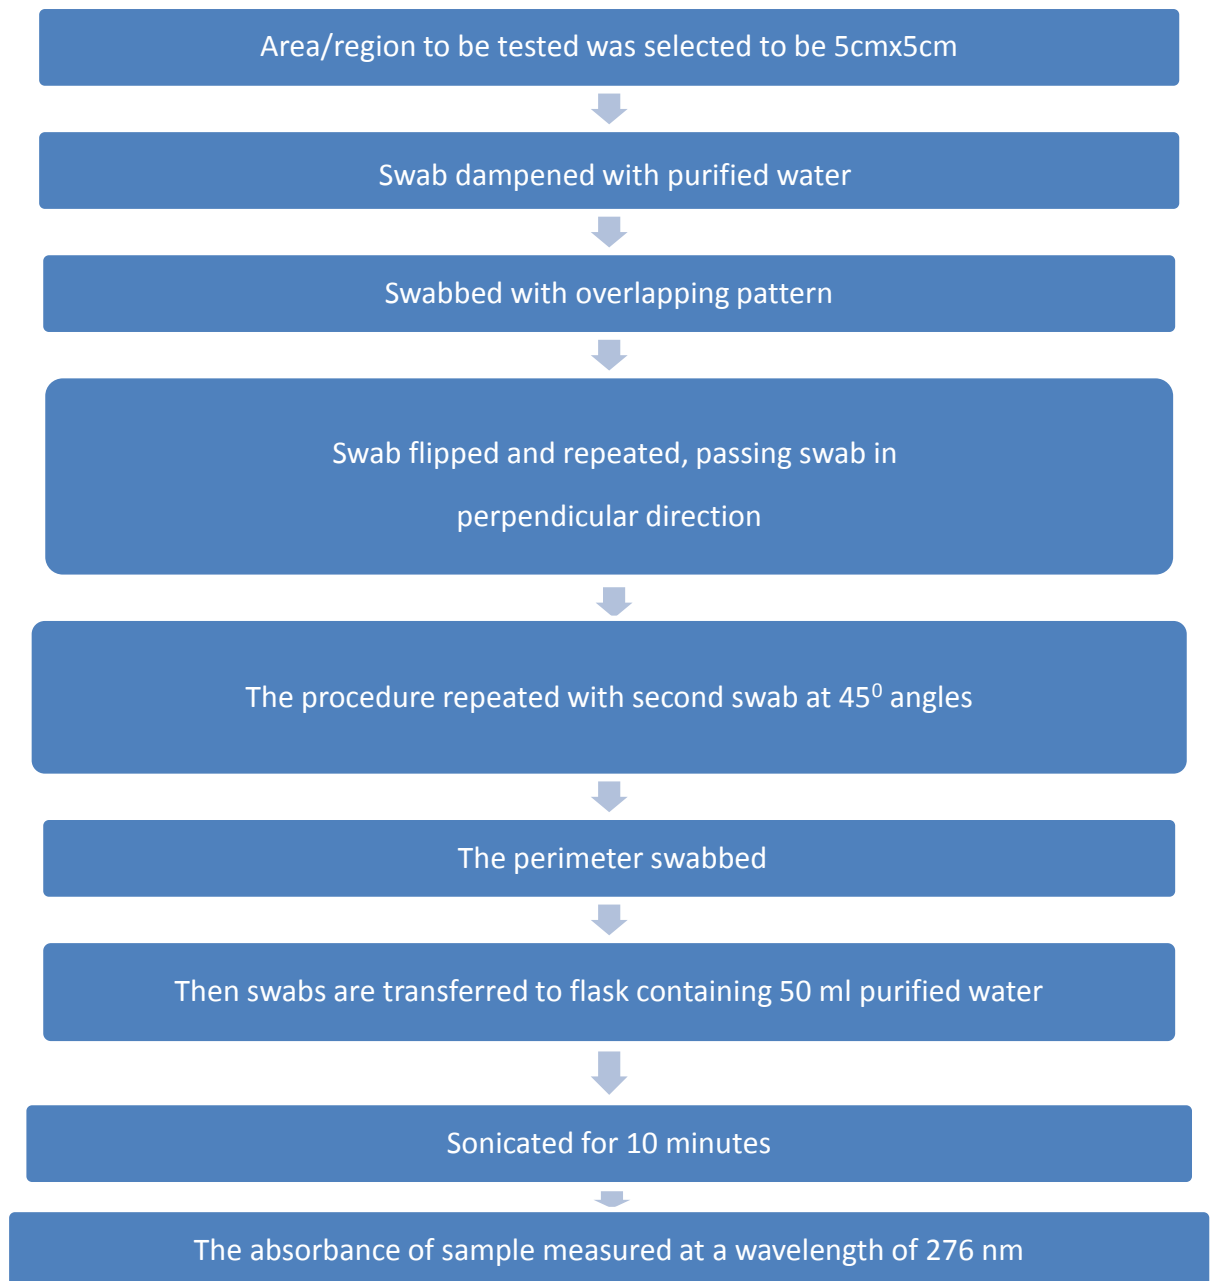 Area/region to be tested was selected to be 5cmx5cm
Swab dampened with purified water
Swabbed with overlapping pattern
Swab flipped and repeated, passing swab in
perpendicular direction
The procedure repeated with second swab at 45⁰ angles
The perimeter swabbed
Then swabs are transferred to flask containing 50 ml purified water
Sonicated for 10 minutes
The absorbance of sample measured at a wavelength of 276 nm